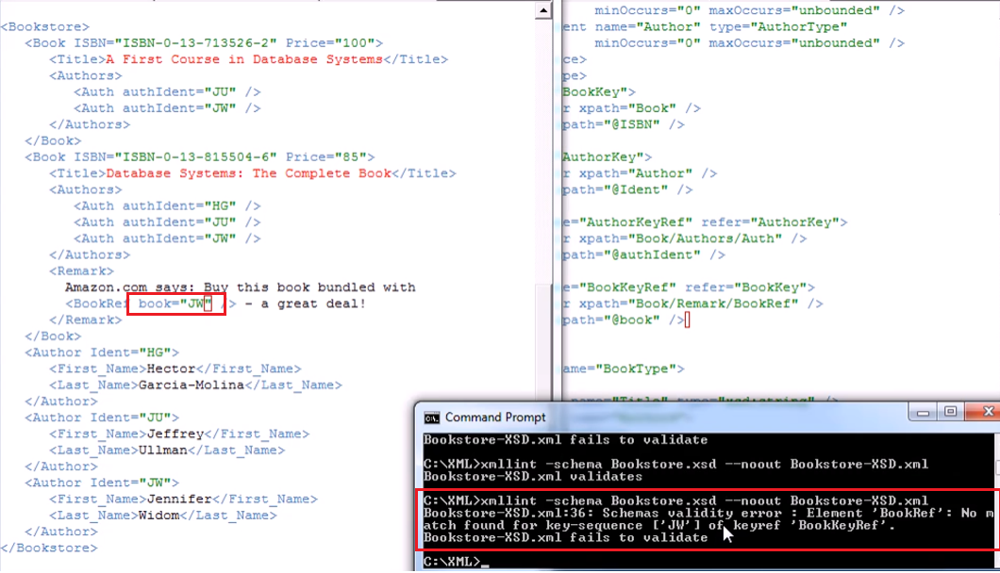 <Bookstore>
<Book ISBN="ISBN-0-13-713526-2" Price="100">
<Title>A First Course in Database Systems</Title>
<Authors>
<Auth authIdent="JU" />
<Auth authIdent="JW" />
</Authors>
</Book>
<Book ISBN="ISBN-0-13-815504-6" Price="85">
<Title>Database Systems: The Complete Book</Title>
<Authors>
<Auth authIdent="HG" />
<Auth authIdent="JU" />
<Auth authIdent="JW" />
</Authors>
<Remark>
Amazon.com says: Buy this book bundled with
<BookRef book="JW" /> - a great deal!
</Remark>
</Book>
<Author Ident="HG">
<First_Name>Hector</First_Name>
<Last_Name>Garcia-Molina</Last_Name>
</Author>
<Author Ident="JU">
<First_Name>Jeffrey</First_Name>
<Last_Name>Ullman</Last_Name>
</Author>
<Author Ident="JW">
<First_Name>Jennifer</First_Name>
<Last_Name>Widom</Last_Name>
</Author>
</Bookstore>
minOccurs="0" maxOccurs="unbounded" />
ent name="Author" type="AuthorType"
minOccurs="0" maxOccurs="unbounded" />
ce>
pe>
BookKey">
r xpath="Book" />
path="@ISBN" />
AuthorKey">
r xpath="Author" />
path="@Ident" />
e="AuthorKeyRef" refer="AuthorKey">
r xpath="Book/Authors/Auth" />
path="@authIdent" />
e="BookKeyRef" refer="BookKey">
r xpath="Book/Remark/BookRef" />
path="@book" />
ame="BookType">
Command Prompt
Bookstore-XSD.xml fails to validate
C:\XML>xmllint -schema Bookstore.xsd --noout Bookstore-XSD.xml
Bookstore-XSD.xml validates
C:\XML>xmllint -schema Bookstore.xsd --noout Bookstore-XSD.xml
Bookstore-XSD.xml:36: Schemas validity error : Element 'BookRef': No m
atch found for key-sequence ['JW'] of keyref 'BookKeyRef'.
Bookstore-XSD.xml fails to validate
C:\XML>_